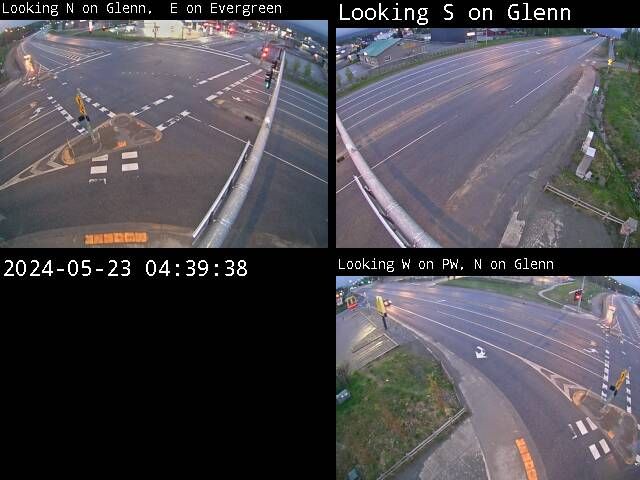 Looking N on Glenn, E on Evergreen
Looking S on Glenn
2024-05-23 04:39:38
Looking W on PW, N on Glenn